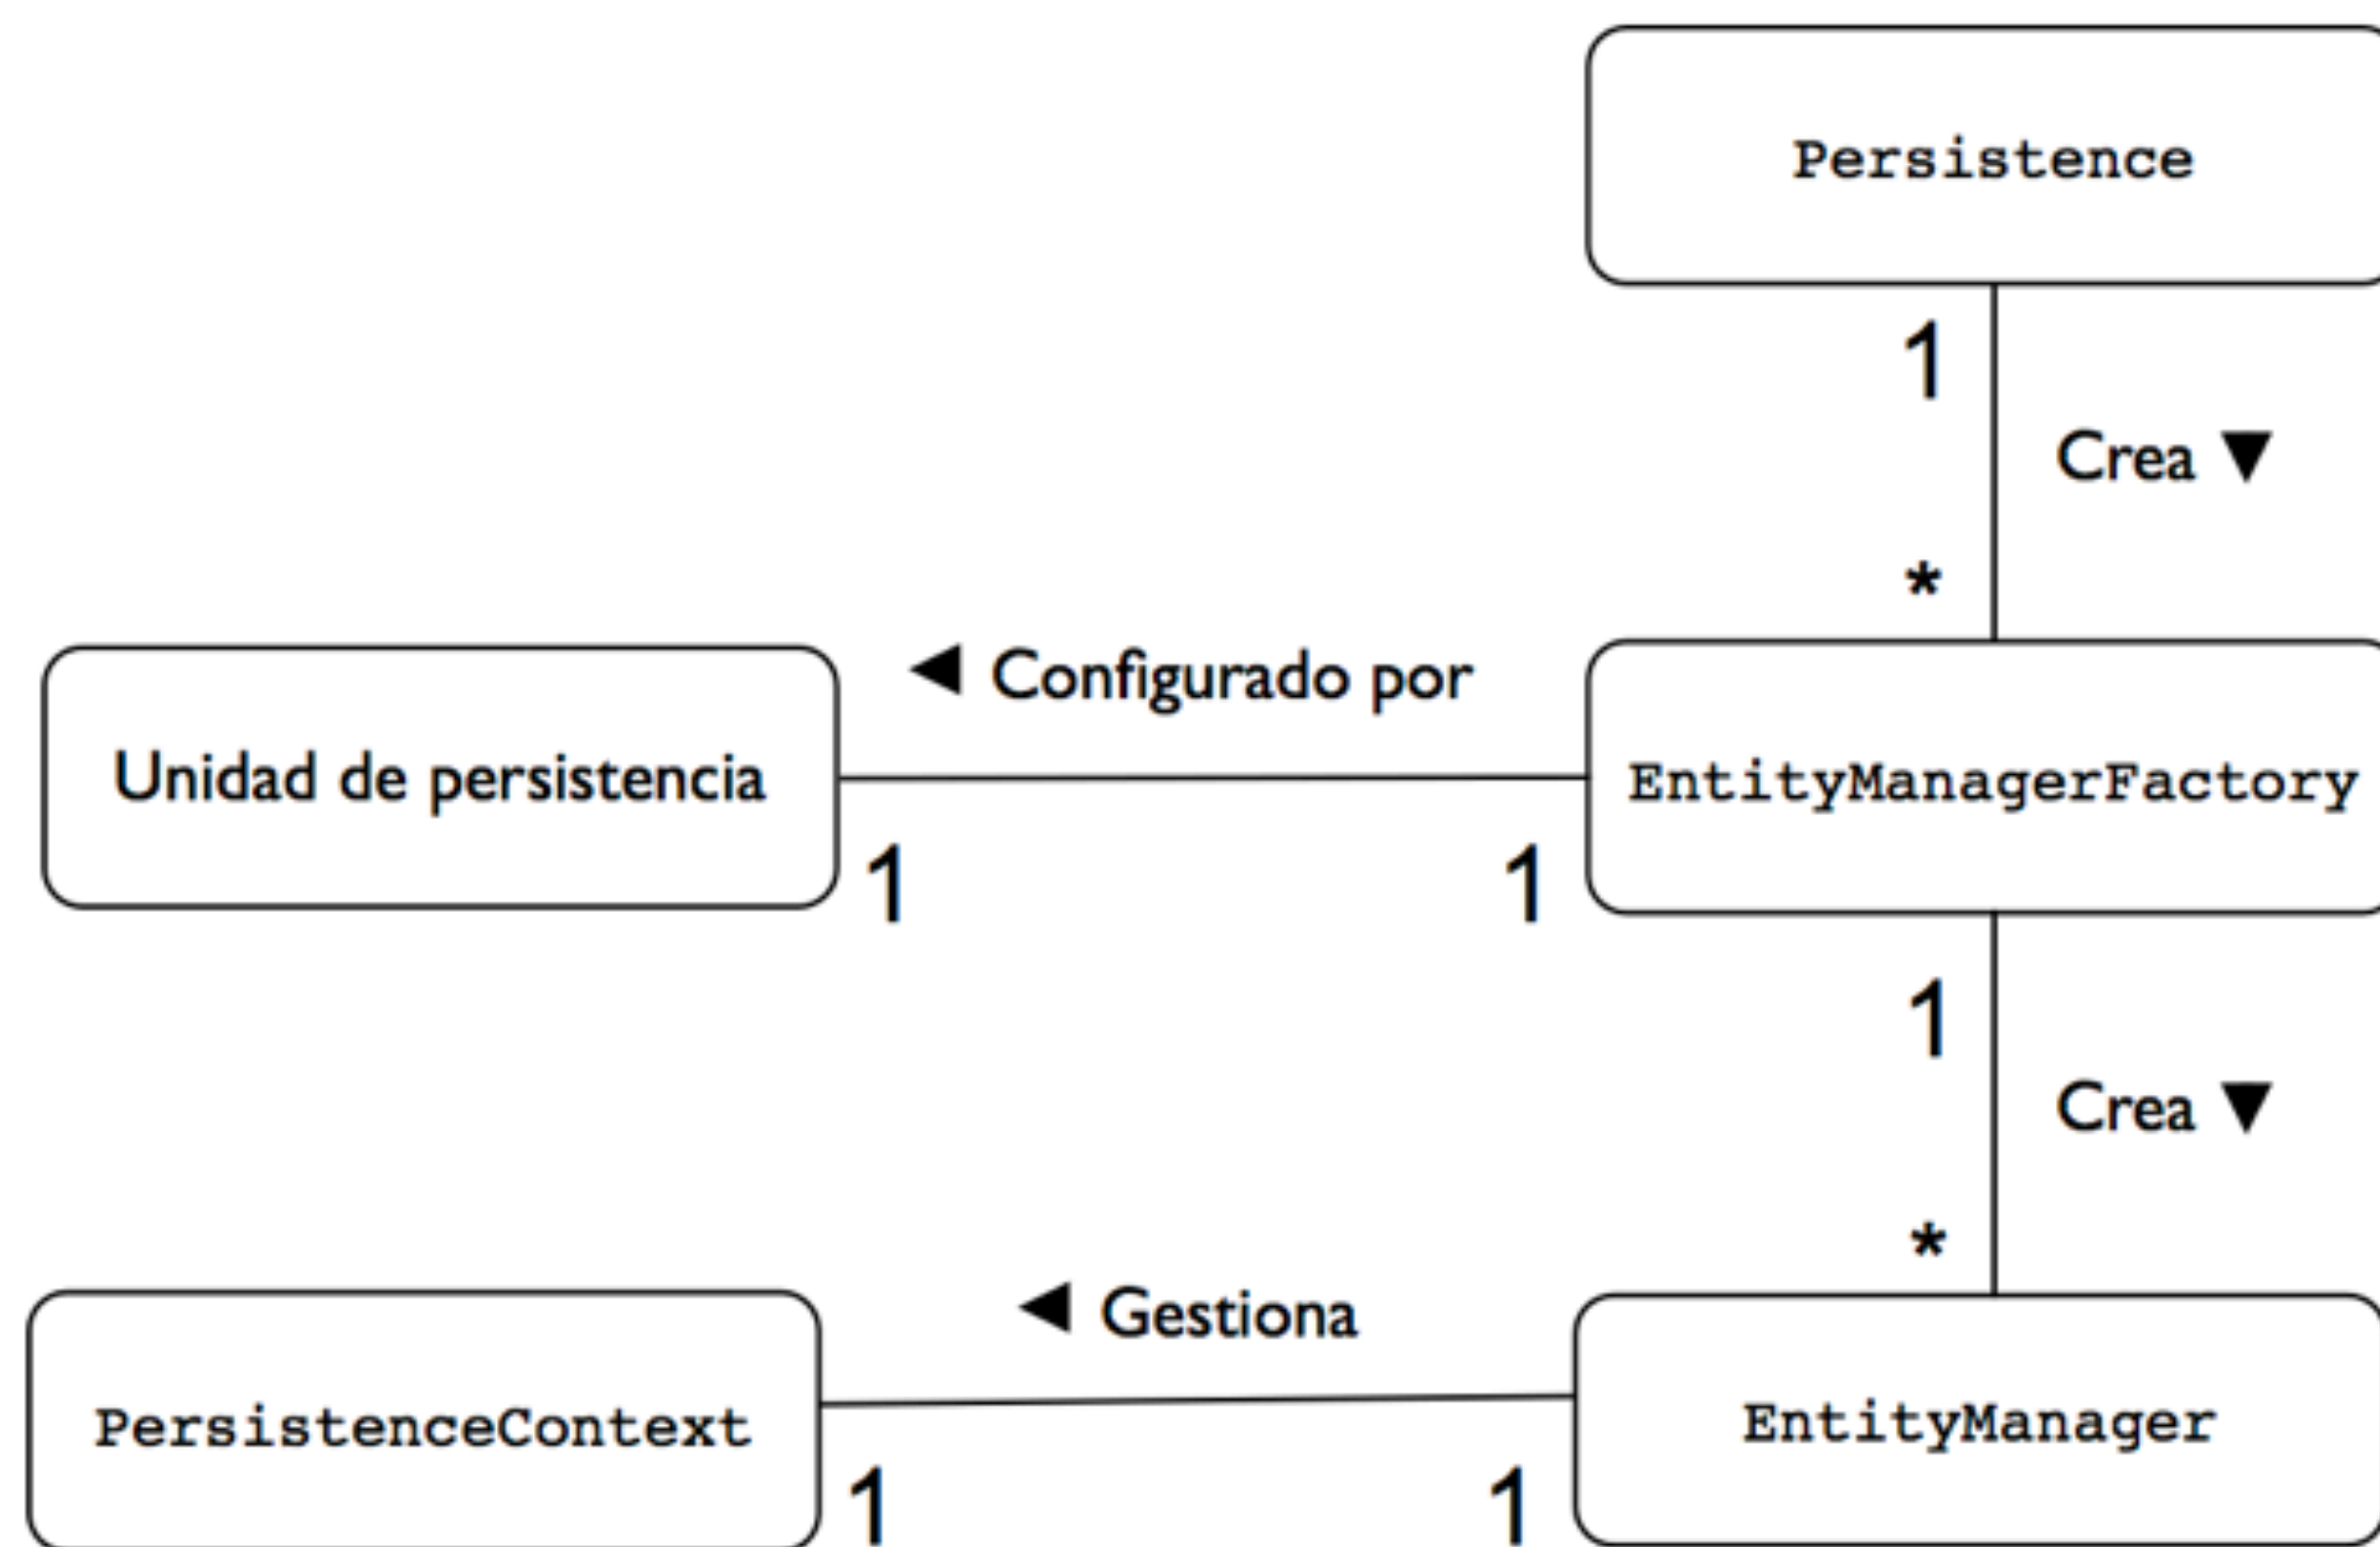 Persistence
1
Crea ▼
*
◀ Configurado por
Unidad de persistencia
EntityManagerFactory
1
1
1
Crea ▼
*
◀ Gestiona
PersistenceContext
EntityManager
1
1